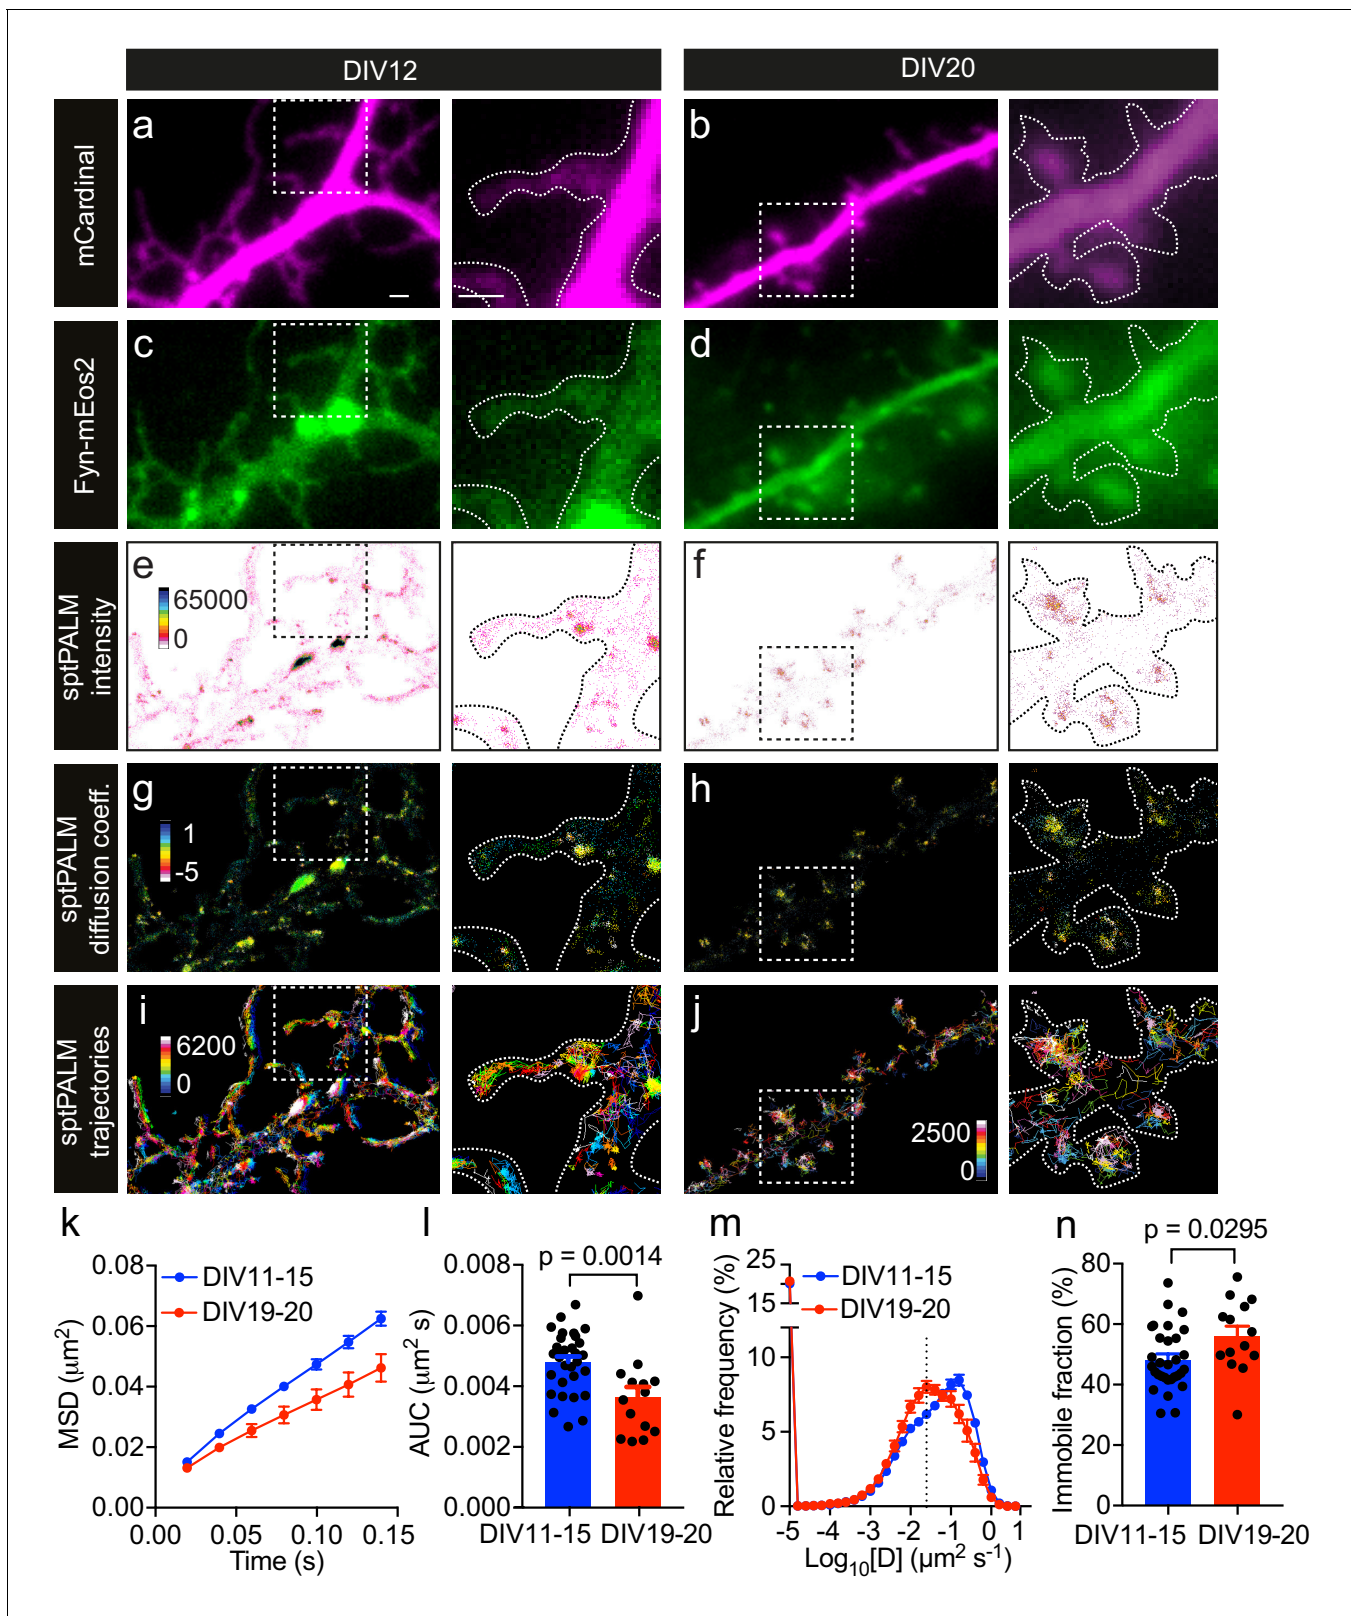 DIV12
DIV20
mCardinal
a
b
Fyn-mEos2
c
d
sptPALM
intensity
e
65000
0
f
sptPALM
diffusion coeff.
g
1
-5
h
sptPALM
trajectories
i
6200
0
j
2500
0
k
MSD (μm²)
0.08
0.06
0.04
0.02
0.00
DIV11-15
DIV19-20
0.00
0.05
0.10
0.15
Time (s)
l
AUC (μm² s)
0.008
0.006
0.004
0.002
0.000
p = 0.0014
DIV11-15
DIV19-20
m
Relative frequency (%)
25
15
10
5
0
DIV11-15
DIV19-20
-5
-4
-3
-2
-1
0
1
Log₁₀[D] (μm² s⁻¹)
n
Immobile fraction (%)
80
60
40
20
0
p = 0.0295
DIV11-15
DIV19-20